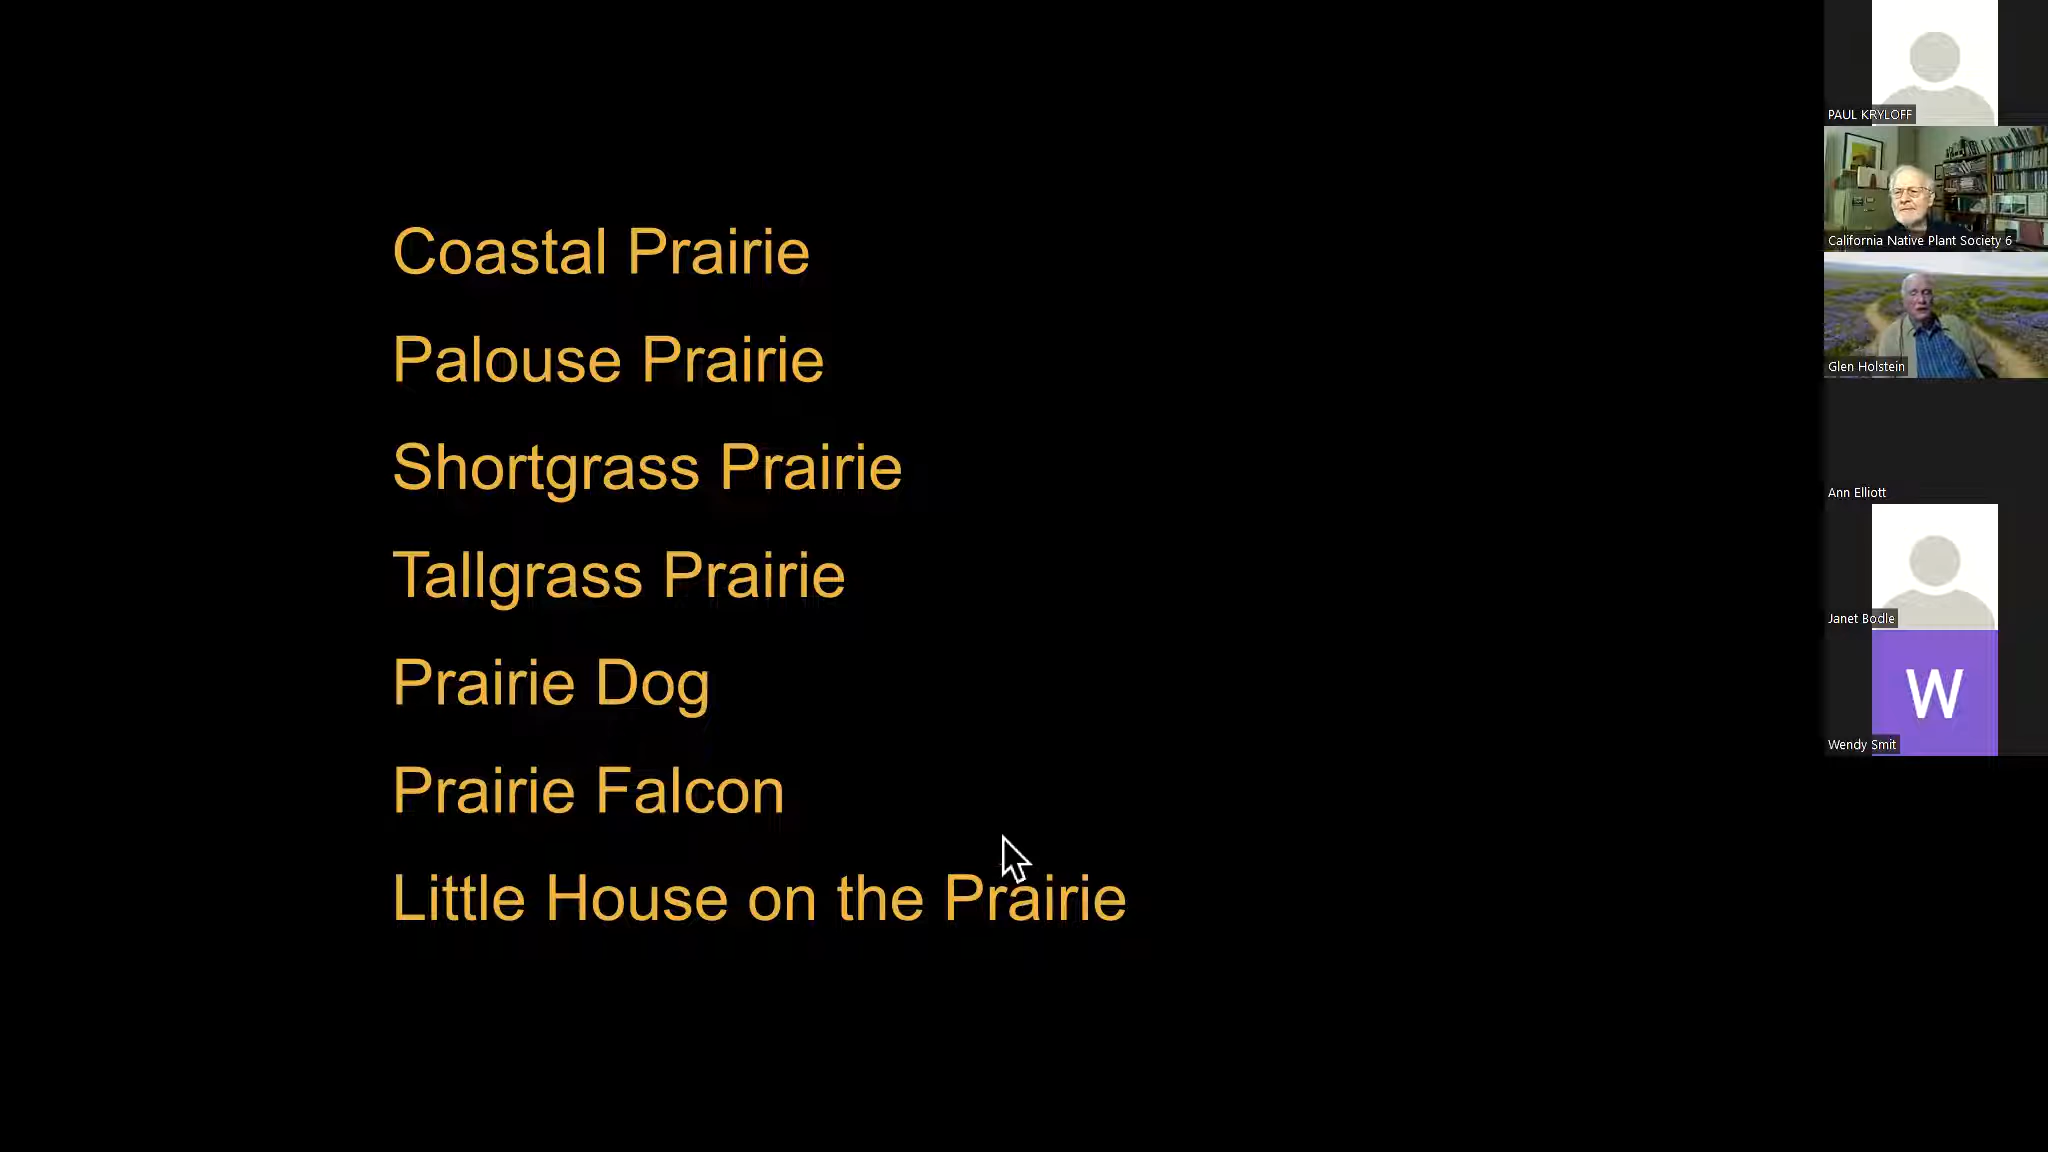 Coastal Prairie
Palouse Prairie
Shortgrass Prairie
Tallgrass Prairie
Prairie Dog
Prairie Falcon
Little House on the Prairie
PAUL KRYLOFF
California Native Plant Society 6
Glen Holstein
Ann Elliott
Janet Bodle
W
Wendy Smit